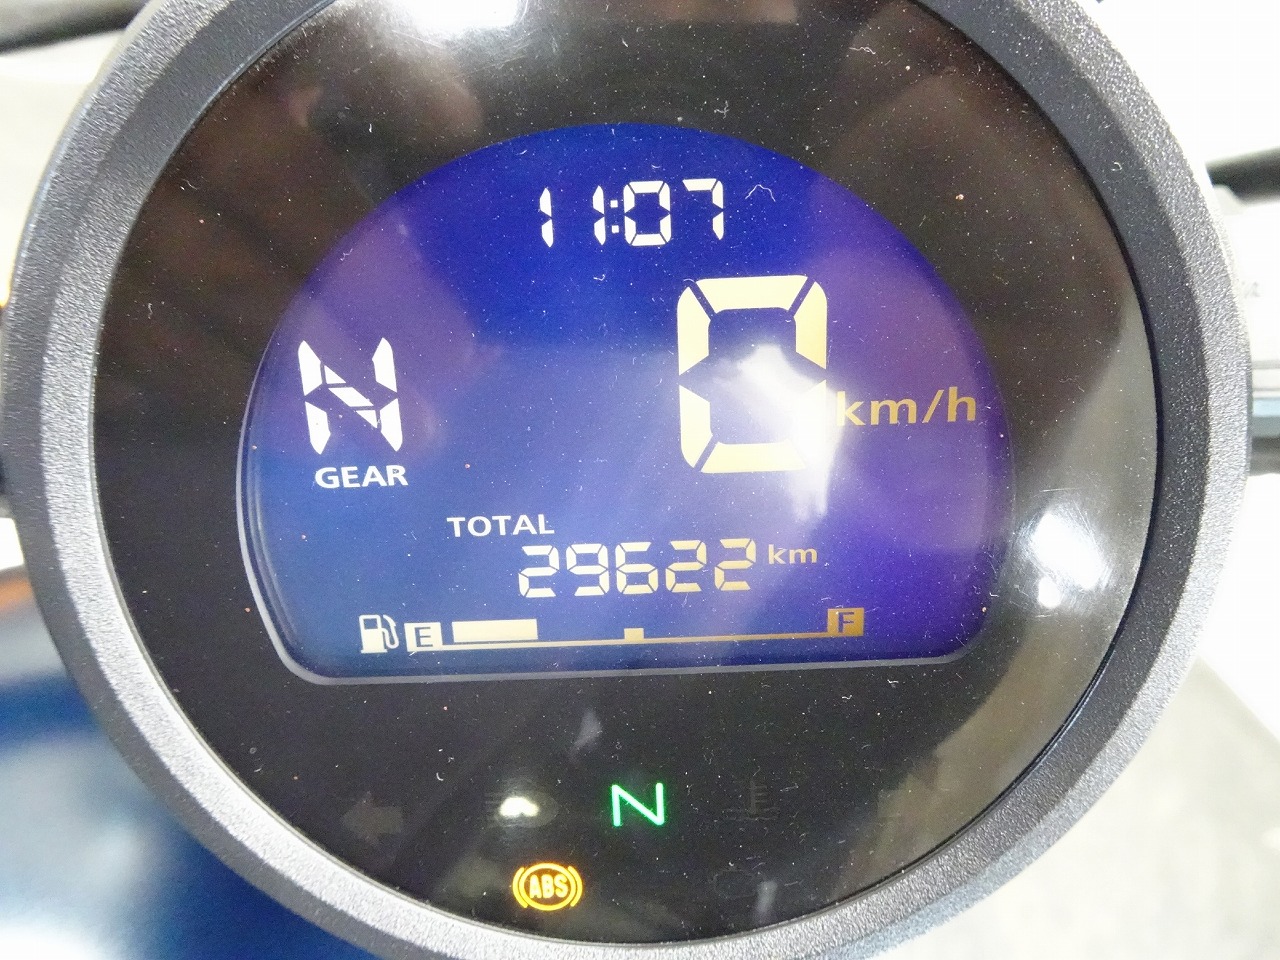 11:07
0 km/h
N
GEAR
TOTAL
29622 km
E F
N
ABS